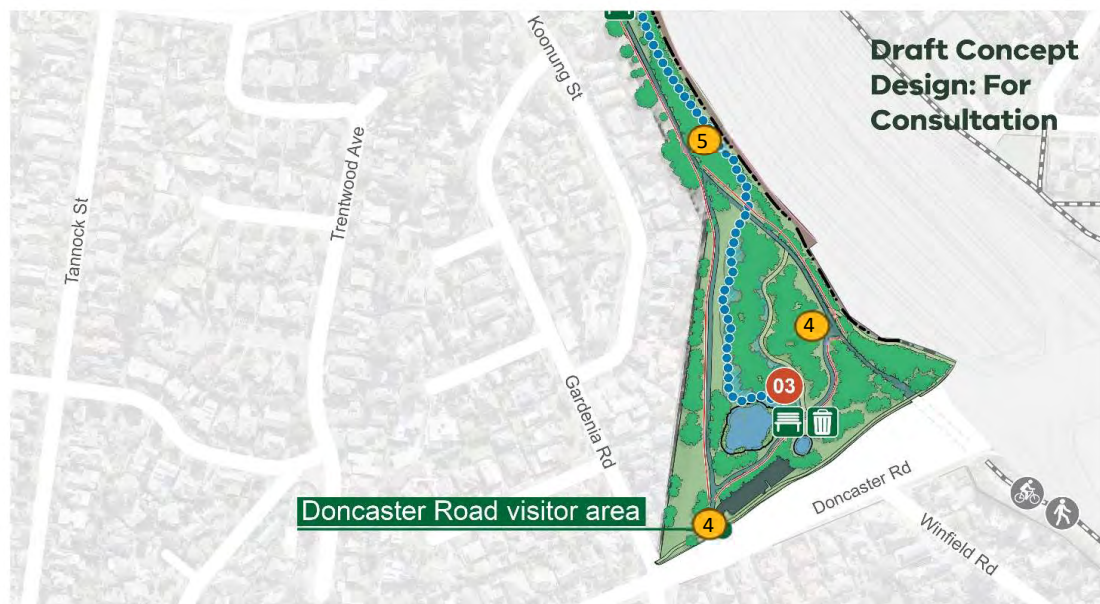 Draft Concept
Design: For
Consultation
Koonung St
5
Trentwood Ave
Tannock St
4
03
Gardenia Rd
Doncaster Rd
Doncaster Road visitor area
4
Winfield Rd